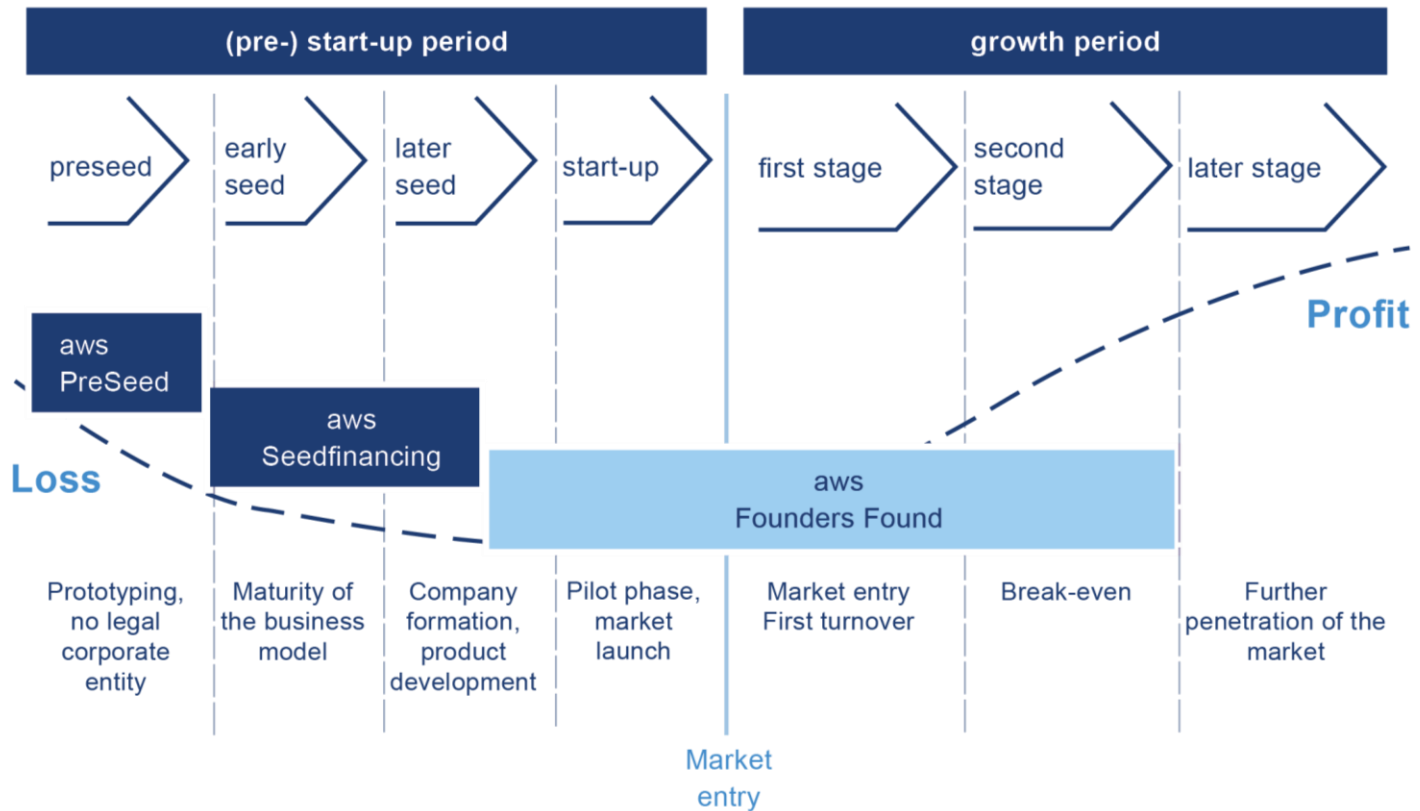 (pre-) start-up period
growth period
preseed
early
seed
later
seed
start-up
first stage
second
stage
later stage
Profit
aws
PreSeed
aws
Seedfinancing
Loss
aws
Founders Found
Prototyping,
no legal
corporate
entity
Maturity of
the business
model
Company
formation,
product
development
Pilot phase,
market
launch
Market entry
First turnover
Break-even
Further
penetration of the
market
Market
entry